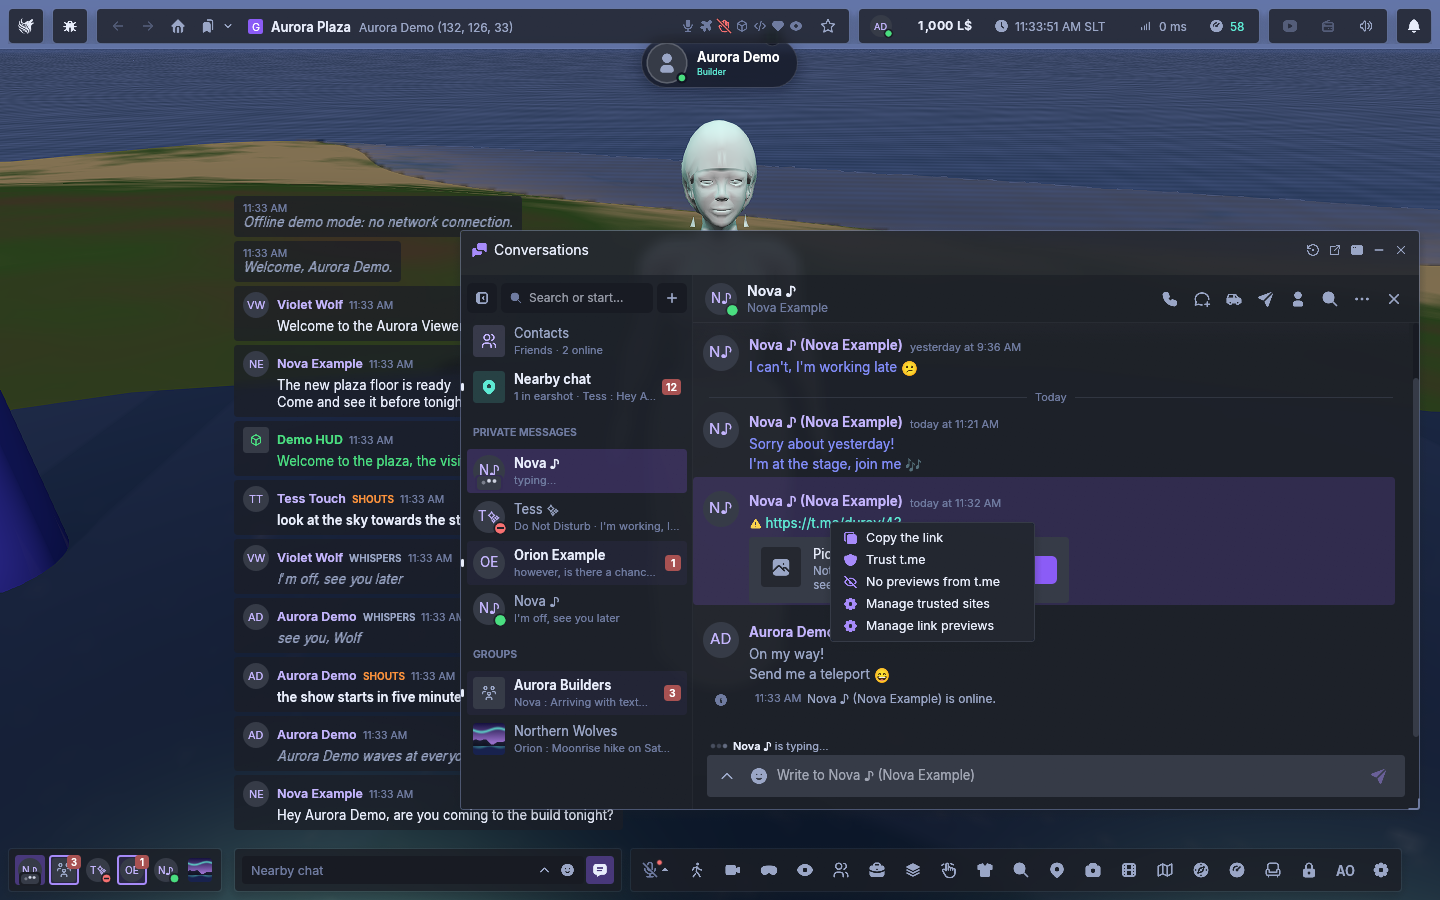 G Aurora Plaza Aurora Demo (132, 126, 33)
AD 1,000 L$ 11:33:51 AM SLT 0 ms 58
Aurora Demo
Builder
11:33 AM
Offline demo mode: no network connection.
11:33 AM
Welcome, Aurora Demo.
VW Violet Wolf 11:33 AM
Welcome to the Aurora Viewe
NE Nova Example 11:33 AM
The new plaza floor is ready
Come and see it before tonigh
Demo HUD 11:33 AM
Welcome to the plaza, the visi
TT Tess Touch SHOUTS 11:33 AM
look at the sky towards the st
VW Violet Wolf WHISPERS 11:33 AM
I'm off, see you later
AD Aurora Demo WHISPERS 11:33 AM
see you, Wolf
AD Aurora Demo SHOUTS 11:33 AM
the show starts in five minute
AD Aurora Demo 11:33 AM
Aurora Demo waves at everyo
NE Nova Example 11:33 AM
Hey Aurora Demo, are you coming to the build tonight?
Conversations
Search or start...
Contacts
Friends · 2 online
Nearby chat
1 in earshot · Tess : Hey A... 12
PRIVATE MESSAGES
N♪ Nova ♪
typing...
T Tess
Do Not Disturb · I'm working, I...
OE Orion Example
however, is there a chanc... 1
N♪ Nova ♪
I'm off, see you later
GROUPS
Aurora Builders
Nova : Arriving with text... 3
Northern Wolves
Orion : Moonrise hike on Sat...
N♪ Nova ♪
Nova Example
N♪ Nova ♪ (Nova Example) yesterday at 9:36 AM
I can't, I'm working late 😕
Today
N♪ Nova ♪ (Nova Example) today at 11:21 AM
Sorry about yesterday!
I'm at the stage, join me 🎶
N♪ Nova ♪ (Nova Example) today at 11:32 AM
⚠ https://t.me/durov/43
Pic
Not
see
Copy the link
Trust t.me
No previews from t.me
Manage trusted sites
Manage link previews
AD Aurora Demo
On my way!
Send me a teleport 😄
11:33 AM Nova ♪ (Nova Example) is online.
Nova ♪ is typing...
Write to Nova ♪ (Nova Example)
N♪ 3 T OE 1 N♪
Nearby chat
AO